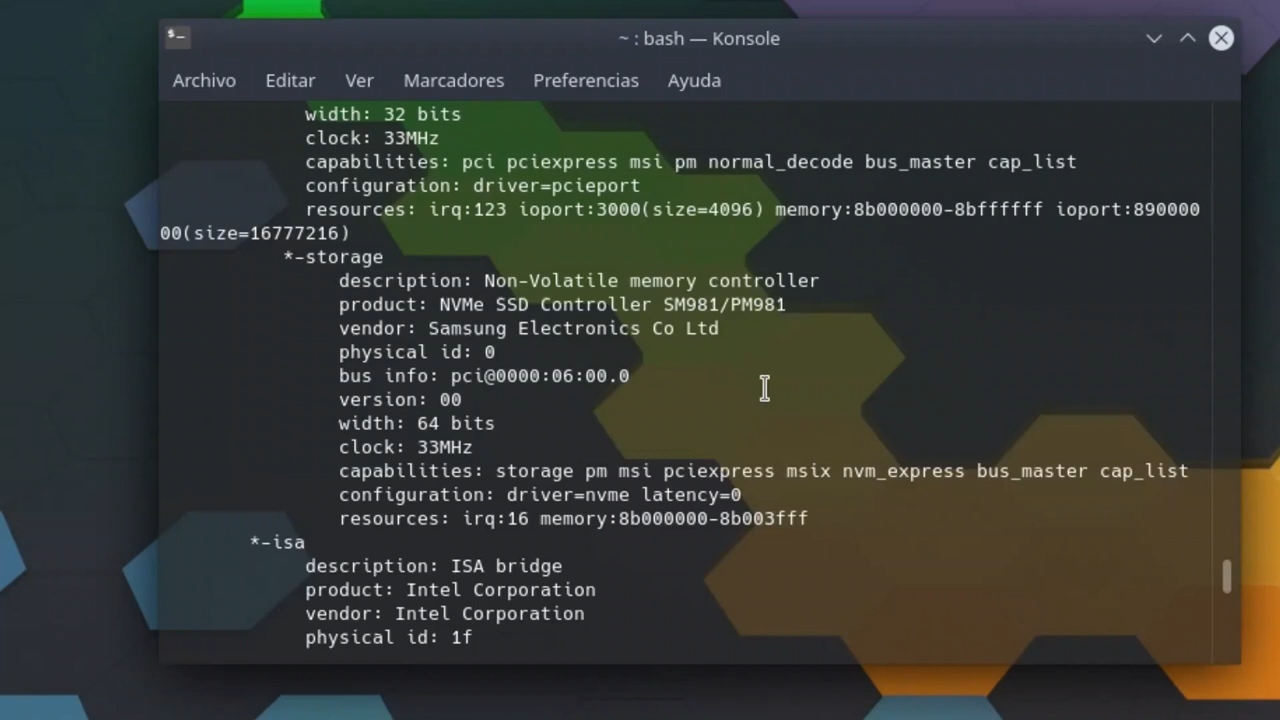 ~ : bash — Konsole
Archivo Editar Ver Marcadores Preferencias Ayuda
width: 32 bits
clock: 33MHz
capabilities: pci pciexpress msi pm normal_decode bus_master cap_list
configuration: driver=pcieport
resources: irq:123 ioport:3000(size=4096) memory:8b000000-8bffffff ioport:890000
00(size=16777216)
*-storage
description: Non-Volatile memory controller
product: NVMe SSD Controller SM981/PM981
vendor: Samsung Electronics Co Ltd
physical id: 0
bus info: pci@0000:06:00.0
version: 00
width: 64 bits
clock: 33MHz
capabilities: storage pm msi pciexpress msix nvm_express bus_master cap_list
configuration: driver=nvme latency=0
resources: irq:16 memory:8b000000-8b003fff
*-isa
description: ISA bridge
product: Intel Corporation
vendor: Intel Corporation
physical id: 1f